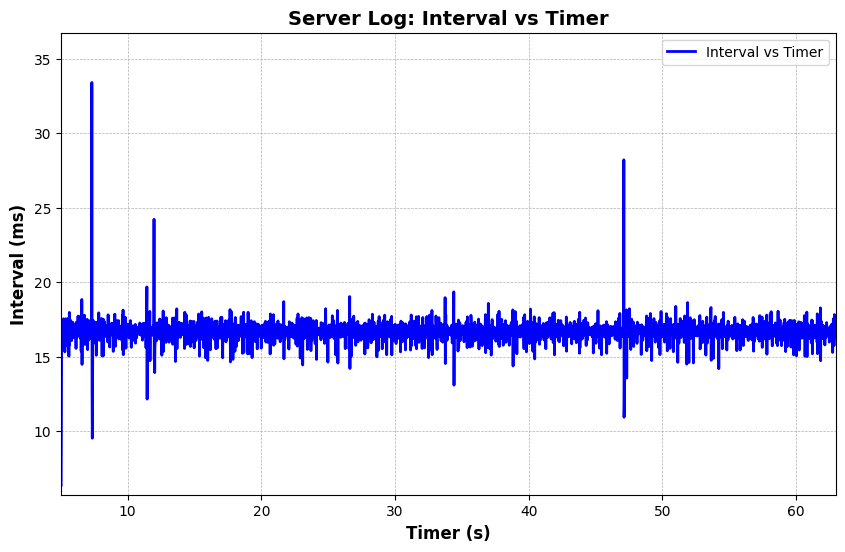 Server Log: Interval vs Timer
Interval vs Timer
35
30
25
20
15
10
Interval (ms)
10 20 30 40 50 60
Timer (s)